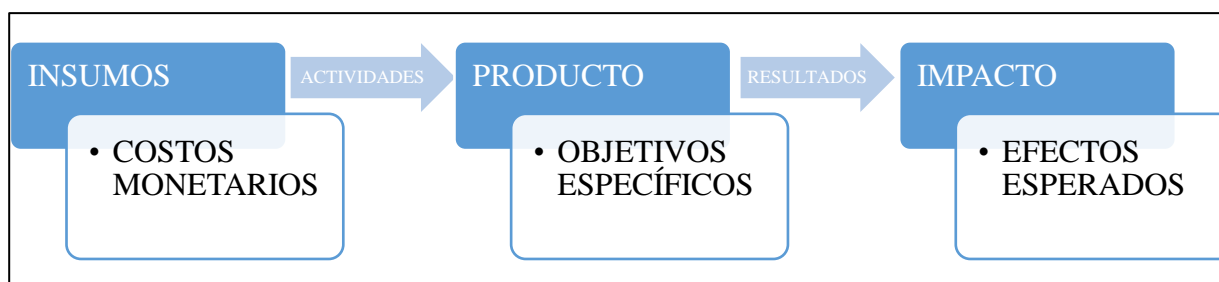 INSUMOS
ACTIVIDADES
PRODUCTO
RESULTADOS
IMPACTO
• COSTOS
MONETARIOS
• OBJETIVOS
ESPECÍFICOS
• EFECTOS
ESPERADOS